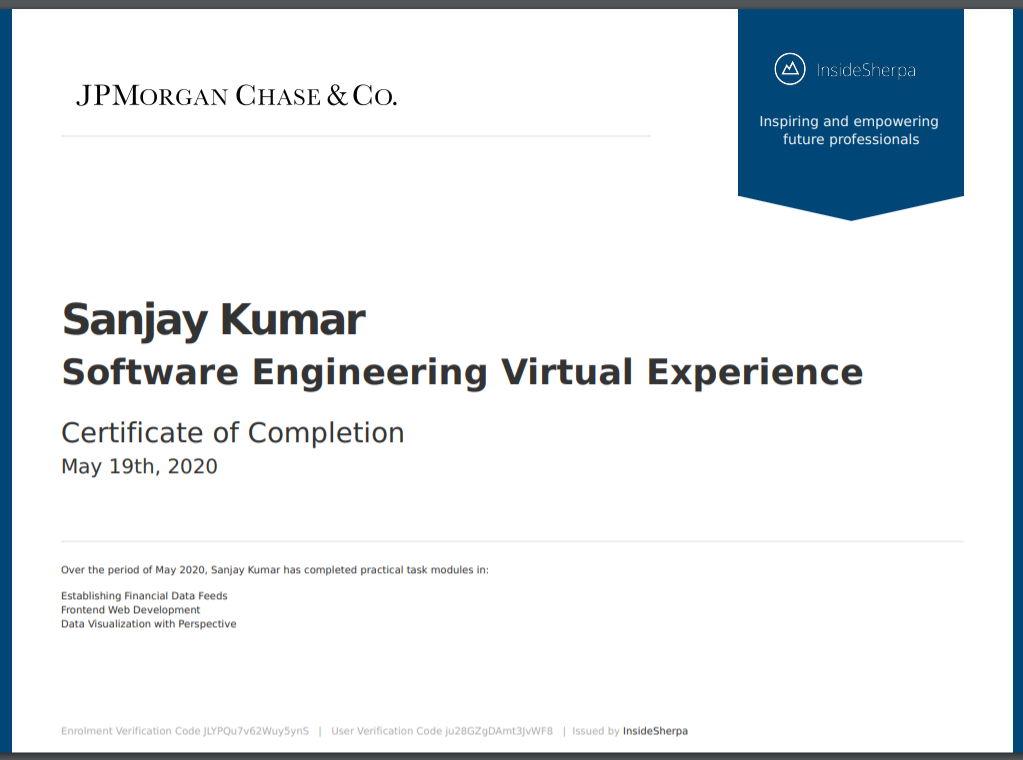 JPMORGAN CHASE & CO.
InsideSherpa
Inspiring and empowering
future professionals
Sanjay Kumar
Software Engineering Virtual Experience
Certificate of Completion
May 19th, 2020
Over the period of May 2020, Sanjay Kumar has completed practical task modules in:
Establishing Financial Data Feeds
Frontend Web Development
Data Visualization with Perspective
Enrolment Verification Code JLYPQu7v62Wuy5ynS | User Verification Code ju28GZgDAmt3JvWF8 | Issued by InsideSherpa